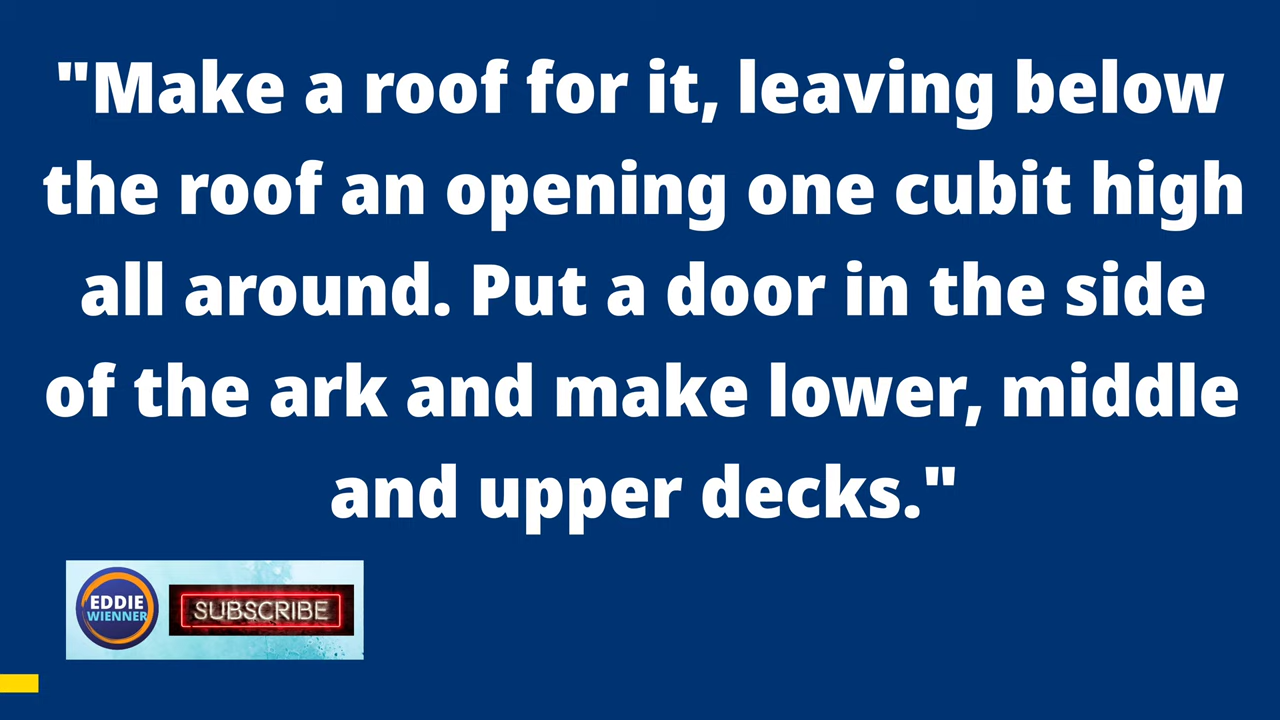 "Make a roof for it, leaving below
the roof an opening one cubit high
all around. Put a door in the side
of the ark and make lower, middle
and upper decks."
EDDIE
WIENNER
SUBSCRIBE